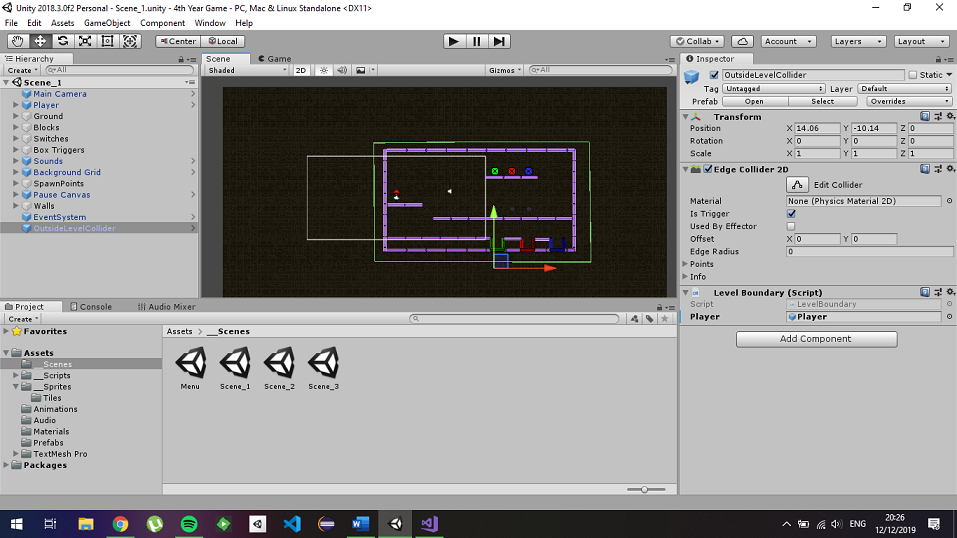 Unity 2018.3.0f2 Personal - Scene_1.unity - 4th Year Game - PC, Mac & Linux Standalone <DX11>
File Edit Assets GameObject Component Window Help
Center Local Collab Account Layers Layout
Hierarchy
Create All
Scene_1
Main Camera
Player
Ground
Blocks
Switches
Box Triggers
Sounds
Background Grid
SpawnPoints
Pause Canvas
Walls
EventSystem
OutsideLevelCollider
Scene Game
Shaded 2D Gizmos All
Inspector
OutsideLevelCollider Static
Tag Untagged Layer Default
Prefab Open Select Overrides
Transform
Position X 14.06 Y -10.14 Z 0
Rotation X 0 Y 0 Z 0
Scale X 1 Y 1 Z 1
Edge Collider 2D
Edit Collider
Material None (Physics Material 2D)
Is Trigger
Used By Effector
Offset X 0 Y 0
Edge Radius 0
Points
Info
Level Boundary (Script)
Script LevelBoundary
Player Player
Add Component
Project Console Audio Mixer
Create
Favorites
Assets
__Scenes
__Scripts
__Sprites
Tiles
Animations
Audio
Materials
Prefabs
TextMesh Pro
Packages
Assets __Scenes
Menu Scene_1 Scene_2 Scene_3
ENG
20:26
12/12/2019